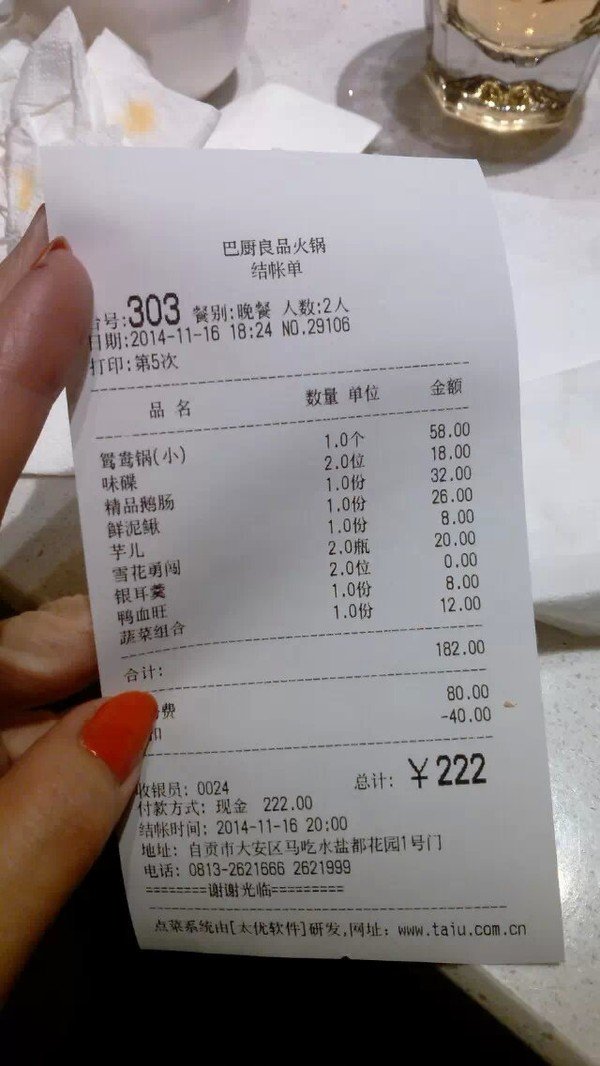 巴厨良品火锅
结帐单
台号:303 餐别:晚餐 人数:2人
日期:2014-11-16 18:24 NO.29106
打印:第5次
品 名 数量 单位 金额
鸳鸯锅(小) 1.0个 58.00
味碟 2.0位 18.00
精品鹅肠 1.0份 32.00
鲜泥鳅 1.0份 26.00
芋儿 1.0份 8.00
雪花勇闯 2.0瓶 20.00
银耳羹 2.0位 0.00
鸭血旺 1.0份 8.00
蔬菜组合 1.0份 12.00
合计: 182.00
费 80.00
扣 -40.00
收银员: 0024 总计: ￥222
付款方式: 现金 222.00
结帐时间: 2014-11-16 20:00
地址: 自贡市大安区马吃水盐都花园1号门
电话: 0813-2621666 2621999
========谢谢光临=========
点菜系统由[太优软件]研发,网址: www.taiu.com.cn